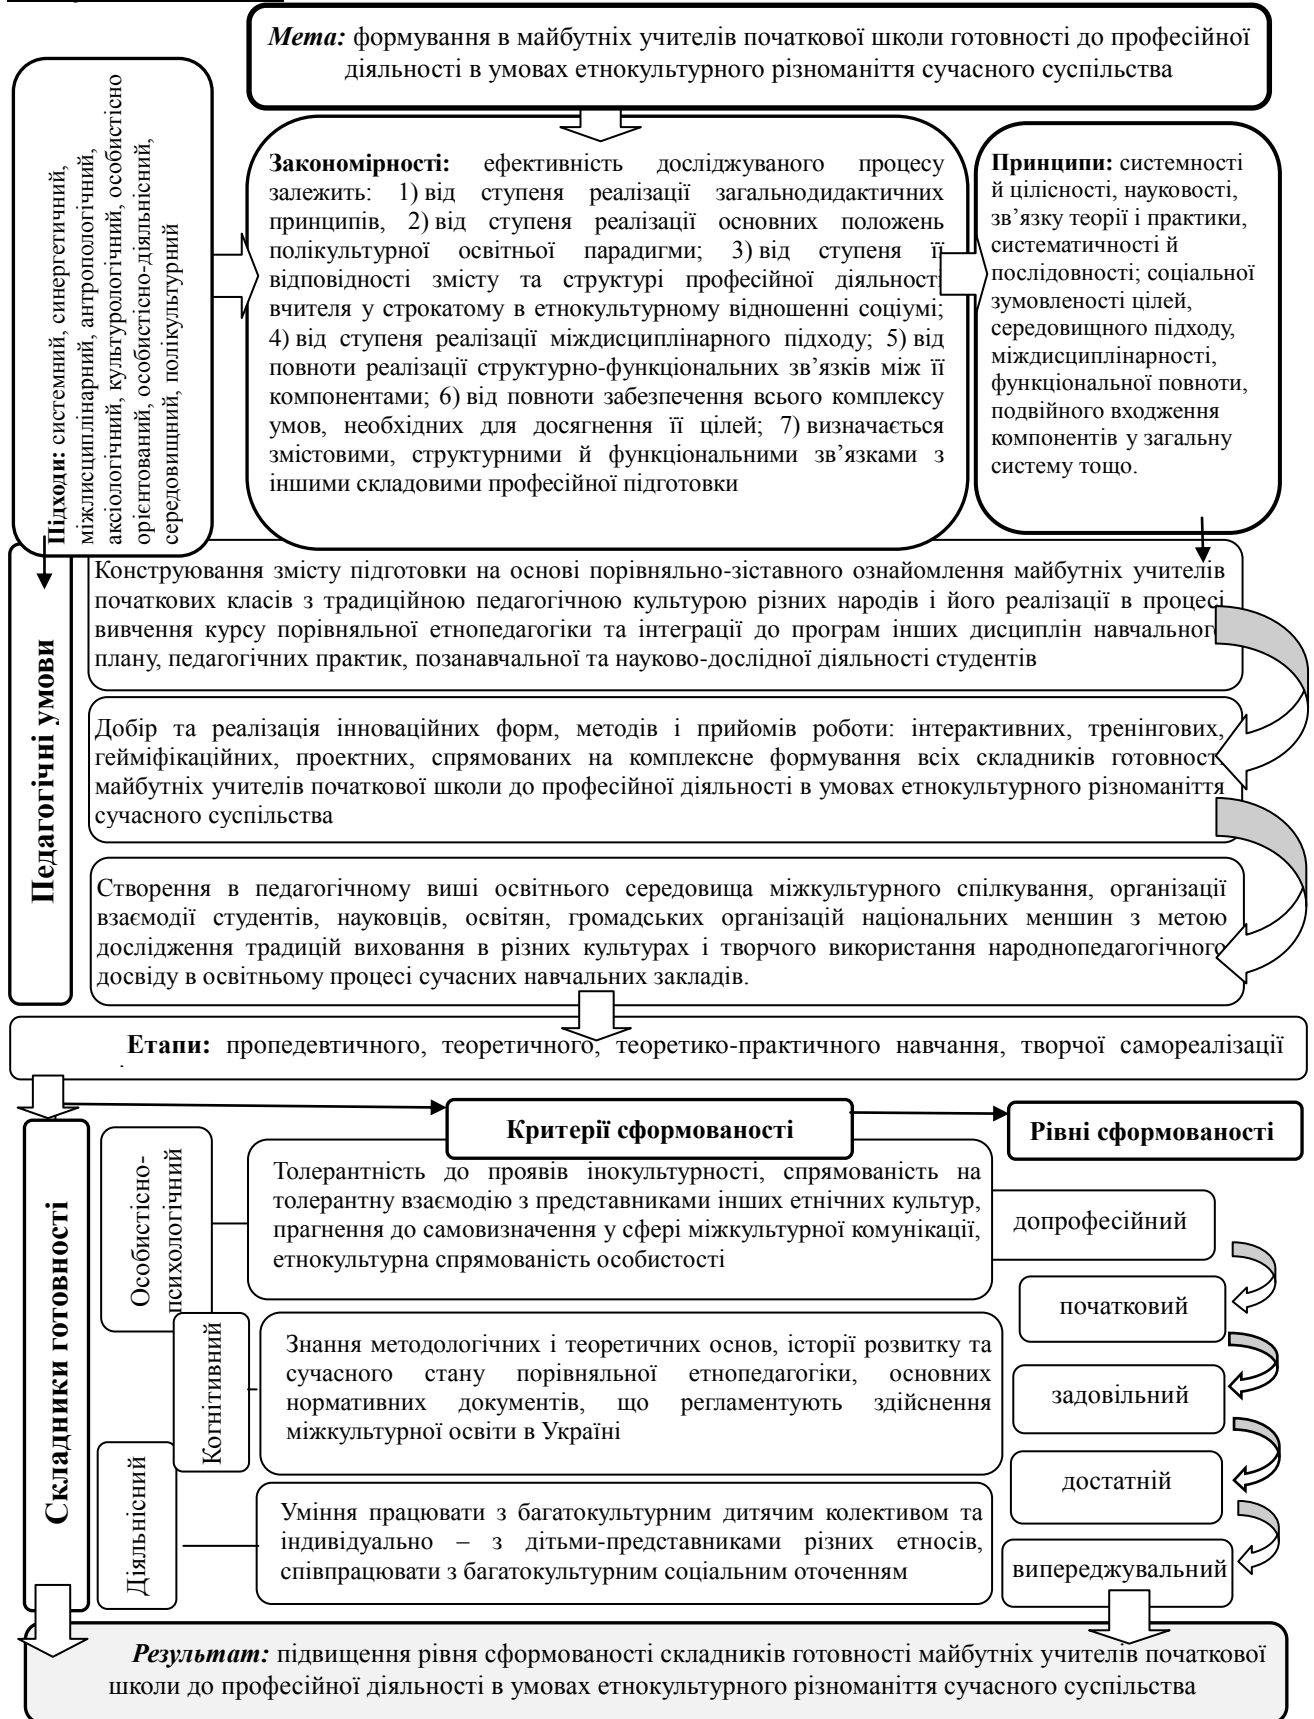 Мета: формування в майбутніх учителів початкової школи готовності до професійної
діяльності в умовах етнокультурного різноманіття сучасного суспільства
Підходи: системний, синергетичний,
міжлисциплінарний, антропологічний,
аксіологічний, культурологічний, особистісно
орієнтований, особистісно-діяльнісний,
середовищний, полікультурний
Закономірності: ефективність досліджуваного процесу
залежить: 1) від ступеня реалізації загальнодидактичних
принципів, 2) від ступеня реалізації основних положень
полікультурної освітньої парадигми; 3) від ступеня її
відповідності змісту та структурі професійної діяльності
вчителя у строкатому в етнокультурному відношенні соціумі;
4) від ступеня реалізації міждисциплінарного підходу; 5) від
повноти реалізації структурно-функціональних зв’язків між її
компонентами; 6) від повноти забезпечення всього комплексу
умов, необхідних для досягнення її цілей; 7) визначається
змістовими, структурними й функціональними зв’язками з
іншими складовими професійної підготовки
Принципи: системності
й цілісності, науковості,
зв’язку теорії і практики,
систематичності й
послідовності; соціальної
зумовленості цілей,
середовищного підходу,
міждисциплінарності,
функціональної повноти,
подвійного входження
компонентів у загальну
систему тощо.
Педагогічні умови
Конструювання змісту підготовки на основі порівняльно-зіставного ознайомлення майбутніх учителів
початкових класів з традиційною педагогічною культурою різних народів і його реалізації в процесі
вивчення курсу порівняльної етнопедагогіки та інтеграції до програм інших дисциплін навчального
плану, педагогічних практик, позанавчальної та науково-дослідної діяльності студентів
Добір та реалізація інноваційних форм, методів і прийомів роботи: інтерактивних, тренінгових,
гейміфікаційних, проектних, спрямованих на комплексне формування всіх складників готовності
майбутніх учителів початкової школи до професійної діяльності в умовах етнокультурного різноманіття
сучасного суспільства
Створення в педагогічному виші освітнього середовища міжкультурного спілкування, організації
взаємодії студентів, науковців, освітян, громадських організацій національних меншин з метою
дослідження традицій виховання в різних культурах і творчого використання народнопедагогічного
досвіду в освітньому процесі сучасних навчальних закладів.
Етапи: пропедевтичного, теоретичного, теоретико-практичного навчання, творчої самореалізації
Складники готовності
Критерії сформованості
Рівні сформованості
Особистісно-
психологічний
Толерантність до проявів інокультурності, спрямованість на
толерантну взаємодію з представниками інших етнічних культур,
прагнення до самовизначення у сфері міжкультурної комунікації,
етнокультурна спрямованість особистості
допрофесійний
початковий
Когнітивний
Знання методологічних і теоретичних основ, історії розвитку та
сучасного стану порівняльної етнопедагогіки, основних
нормативних документів, що регламентують здійснення
міжкультурної освіти в Україні
задовільний
достатній
Діяльнісний
Уміння працювати з багатокультурним дитячим колективом та
індивідуально – з дітьми-представниками різних етносів,
співпрацювати з багатокультурним соціальним оточенням
випереджувальний
Результат: підвищення рівня сформованості складників готовності майбутніх учителів початкової
школи до професійної діяльності в умовах етнокультурного різноманіття сучасного суспільства